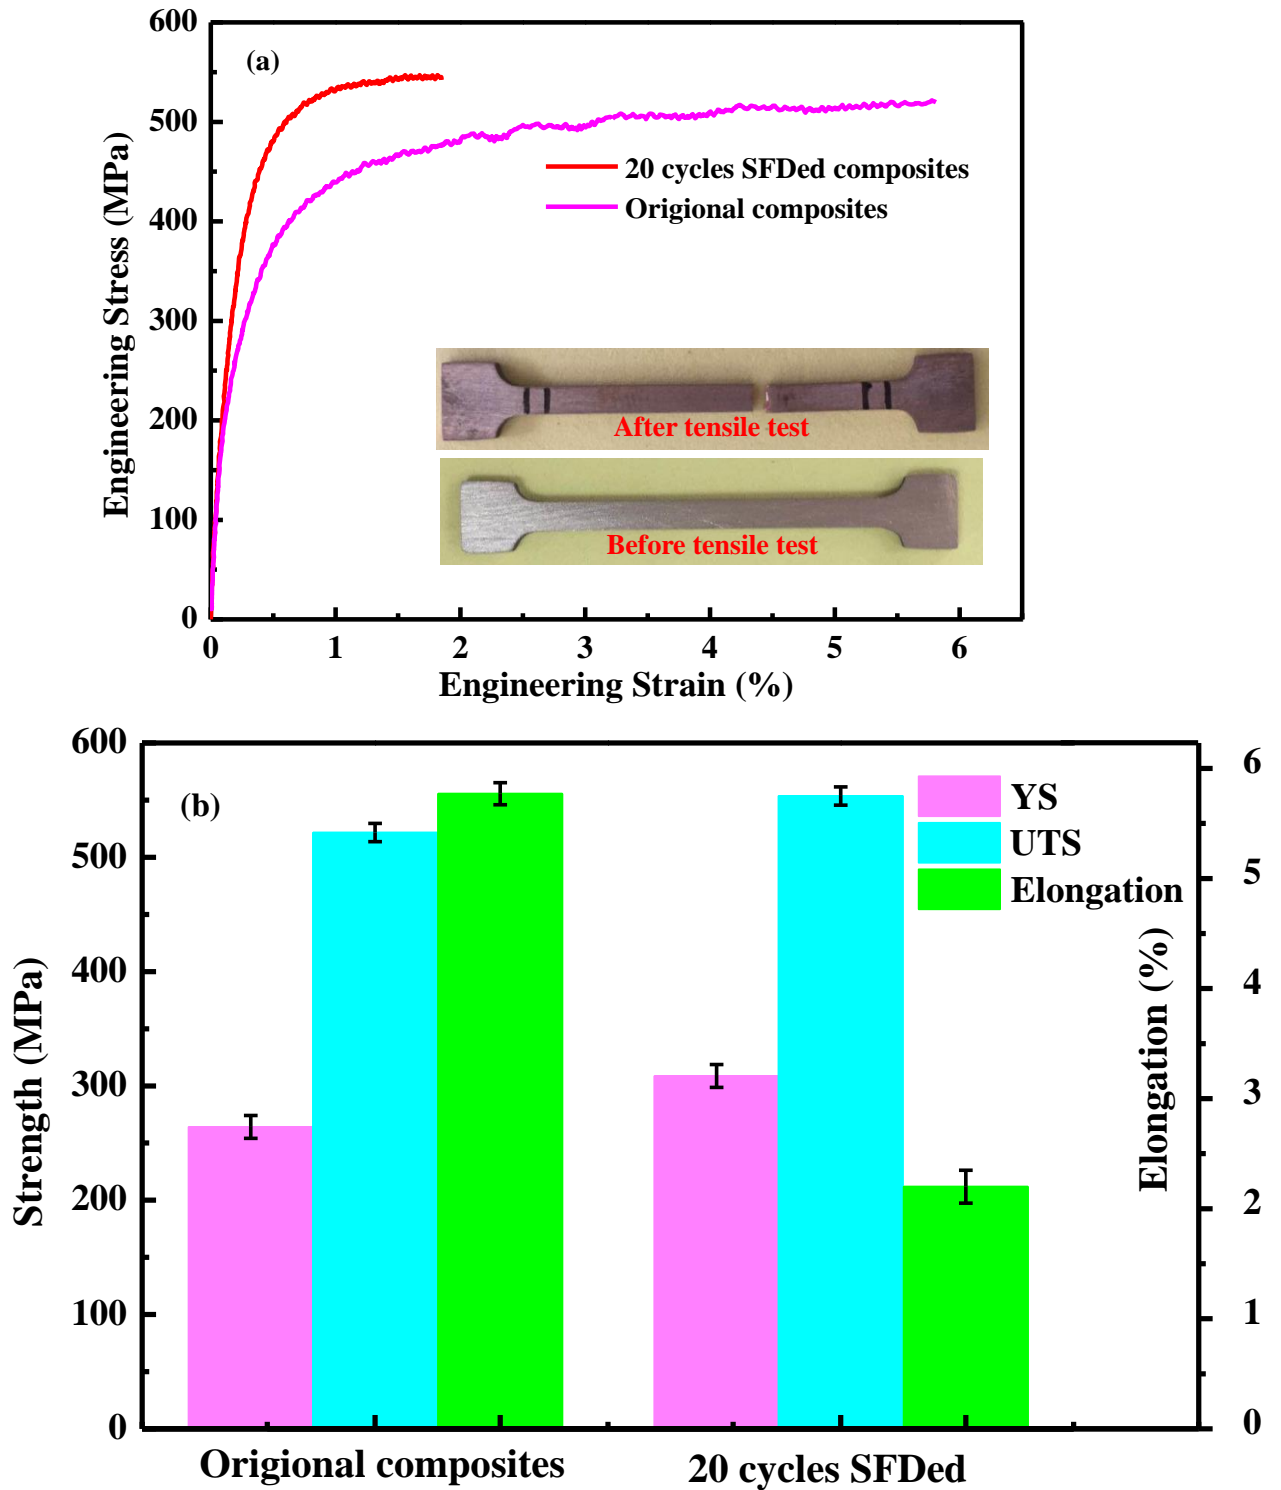 (a)
600
500
400
300
200
100
0
Engineering Stress (MPa)
20 cycles SFDed composites
Origional composites
After tensile test
Before tensile test
0 1 2 3 4 5 6
Engineering Strain (%)
(b)
600
500
400
300
200
100
0
Strength (MPa)
YS
UTS
Elongation
6
5
4
3
2
1
0
Elongation (%)
Origional composites
20 cycles SFDed